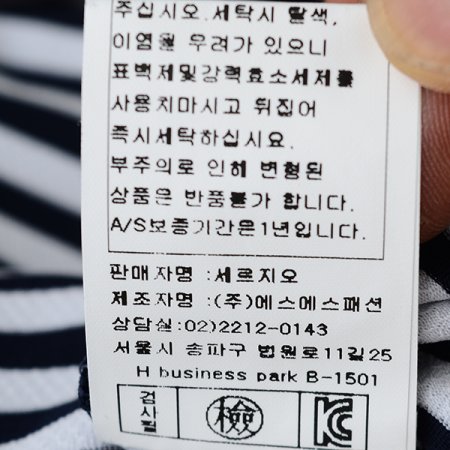 주십시오.세탁시 탈색,
이염될 우려가 있으니
표백제및강력효소세제를
사용치마시고 뒤집어
즉시세탁하십시요.
부주의로 인해 변형된
상품은 반품불가 합니다.
A/S보증기간은1년입니다.
판매자명 :세르지오
제조자명:(주)에스에스패션
상담실:02)2212-0143
서울시 송파구 법원로11길25
H business park B-1501
검사필 檢 KC